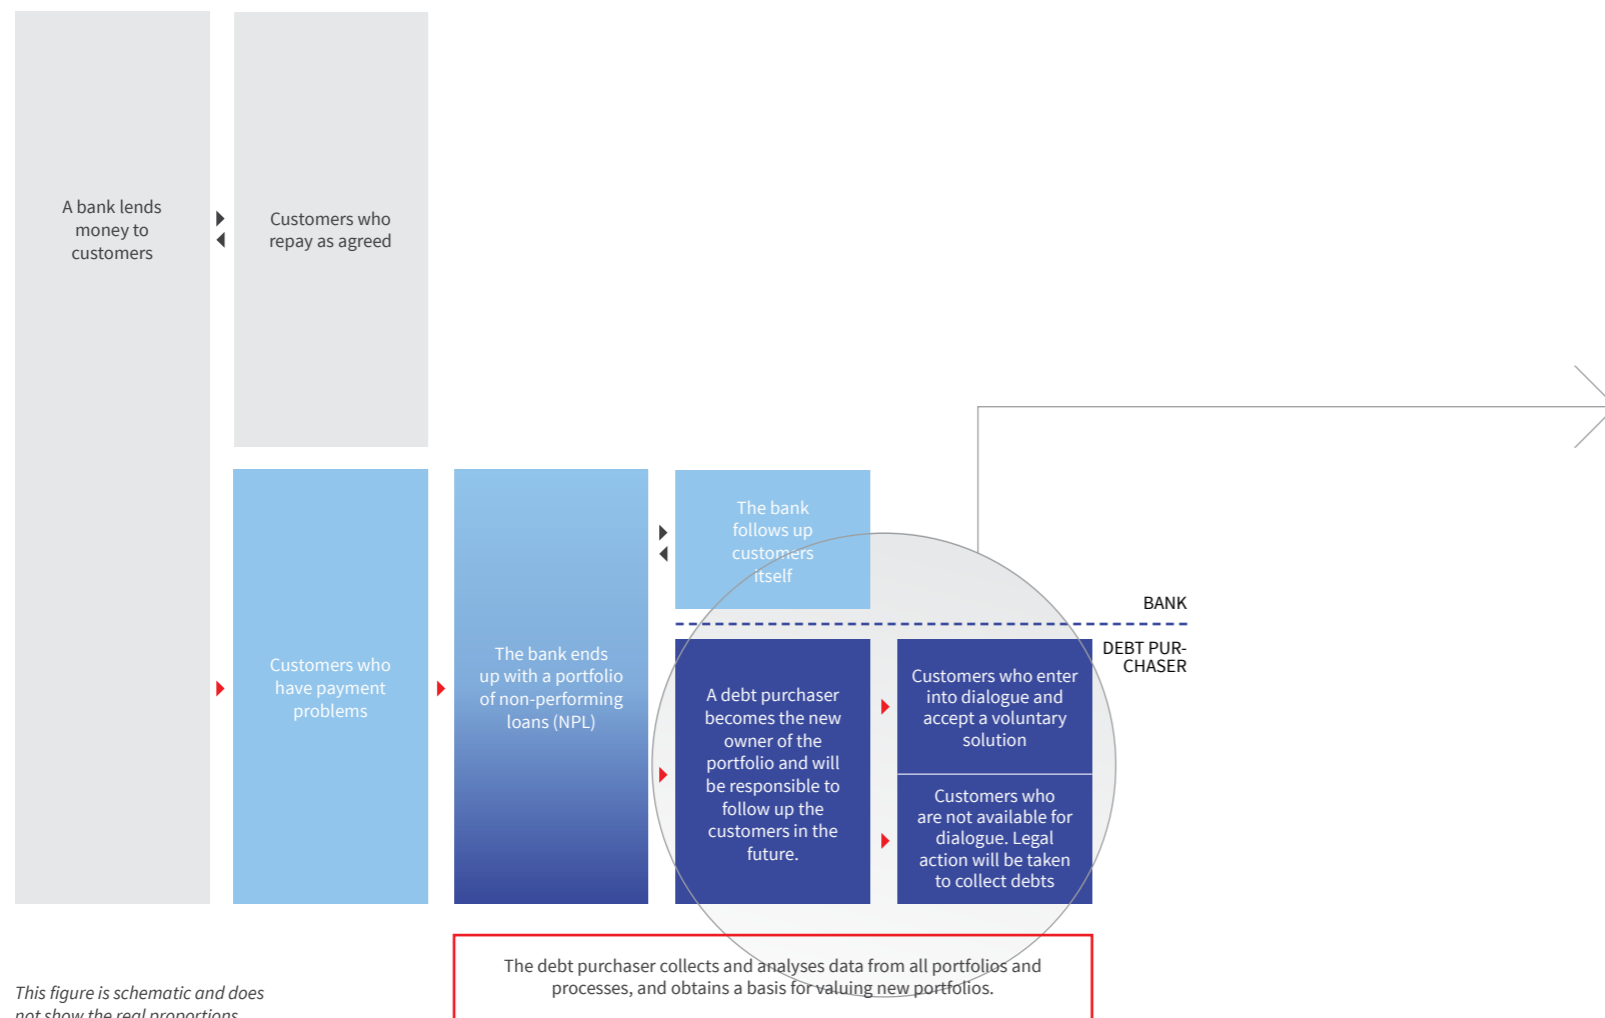 A bank lends
money to
customers
Customers who
repay as agreed
Customers who
have payment
problems
The bank ends
up with a portfolio
of non-performing
loans (NPL)
The bank
follows up
customers
itself
BANK
DEBT PUR-
CHASER
A debt purchaser
becomes the new
owner of the
portfolio and will
be responsible to
follow up the
customers in the
future.
Customers who enter
into dialogue and
accept a voluntary
solution
Customers who
are not available for
dialogue. Legal
action will be taken
to collect debts
The debt purchaser collects and analyses data from all portfolios and
processes, and obtains a basis for valuing new portfolios.
This figure is schematic and does
not show the real proportions